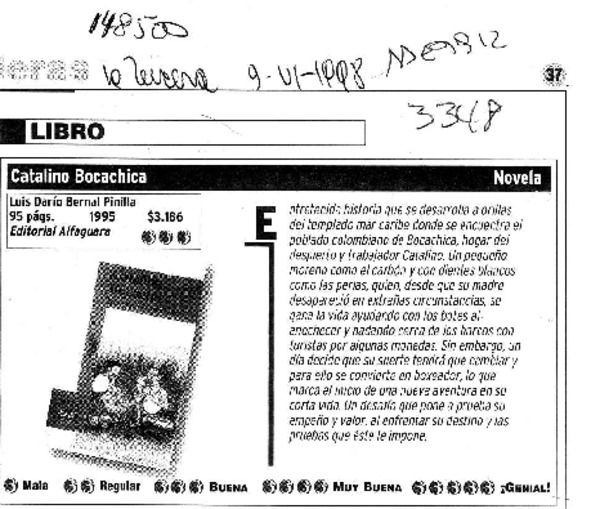 148500
La Tercera 9-VI-1998
37
3348
LIBRO
Catalino Bocachica Novela
Luis Darío Bernal Pinilla
95 págs. 1995 $3.186
Editorial Alfaguara
Entretenida historia que se desarrolla a orillas
del templado mar caribe donde se encuentra el
poblado colombiano de Bocachica, hogar del
despierto y trabajador Catalino. Un pequeño
moreno como el carbón y con dientes blancos
como las perlas, quien, desde que su madre
desapareció en extrañas circunstacias, se
gana la vida ayudando con los botes al
anochecer y nadando cerca de los barcos con
turistas por algunas monedas. Sin embargo, un
día decide que su suerte tendrá que cambiar y
para ello se convierte en boxeador, lo que
marca el inicio de una nueva aventura en su
corta vida. Un desafío que pone a prueba su
empeño y valor, al enfrentar su destino y las
pruebas que éste le impone.
Mala Regular BUENA MUY BUENA ¡GENIAL!